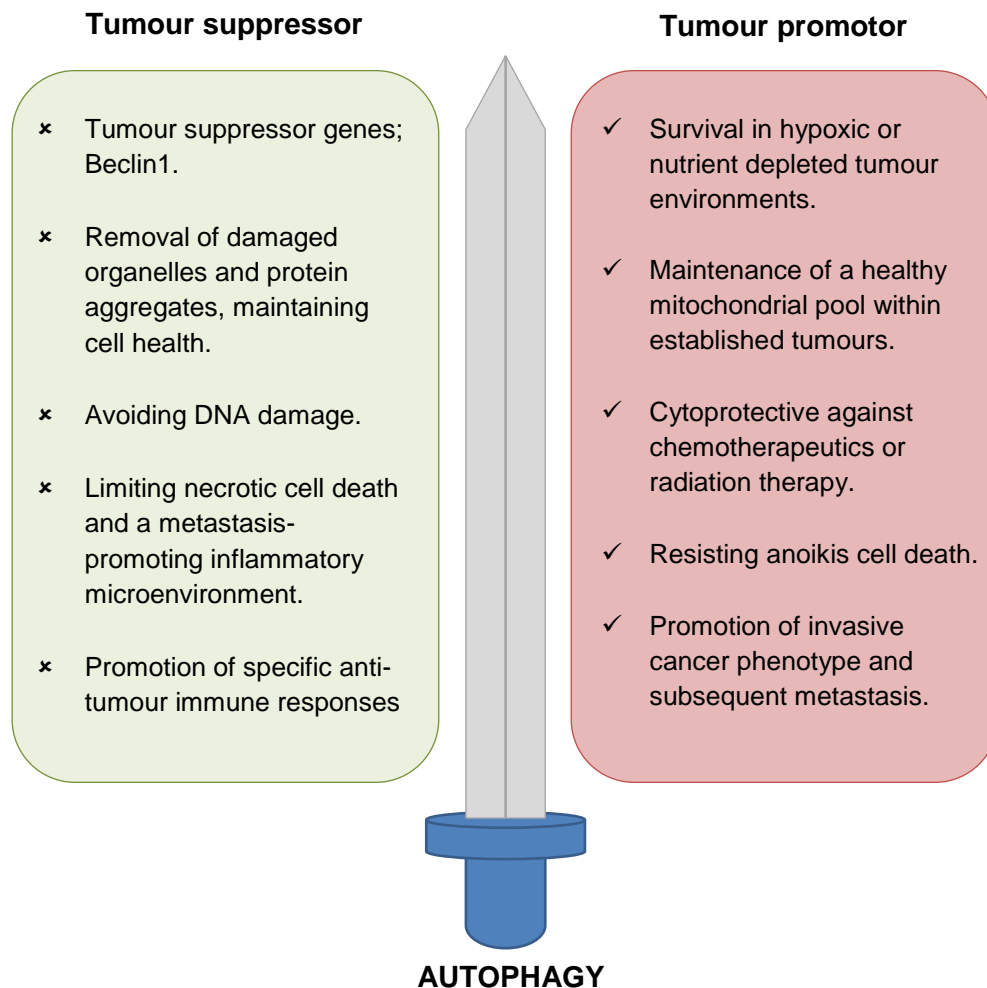 Tumour suppressor
× Tumour suppressor genes;
Beclin1.
× Removal of damaged
organelles and protein
aggregates, maintaining
cell health.
× Avoiding DNA damage.
× Limiting necrotic cell death
and a metastasis-
promoting inflammatory
microenvironment.
× Promotion of specific anti-
tumour immune responses
Tumour promotor
✓ Survival in hypoxic or
nutrient depleted tumour
environments.
✓ Maintenance of a healthy
mitochondrial pool within
established tumours.
✓ Cytoprotective against
chemotherapeutics or
radiation therapy.
✓ Resisting anoikis cell death.
✓ Promotion of invasive
cancer phenotype and
subsequent metastasis.
AUTOPHAGY